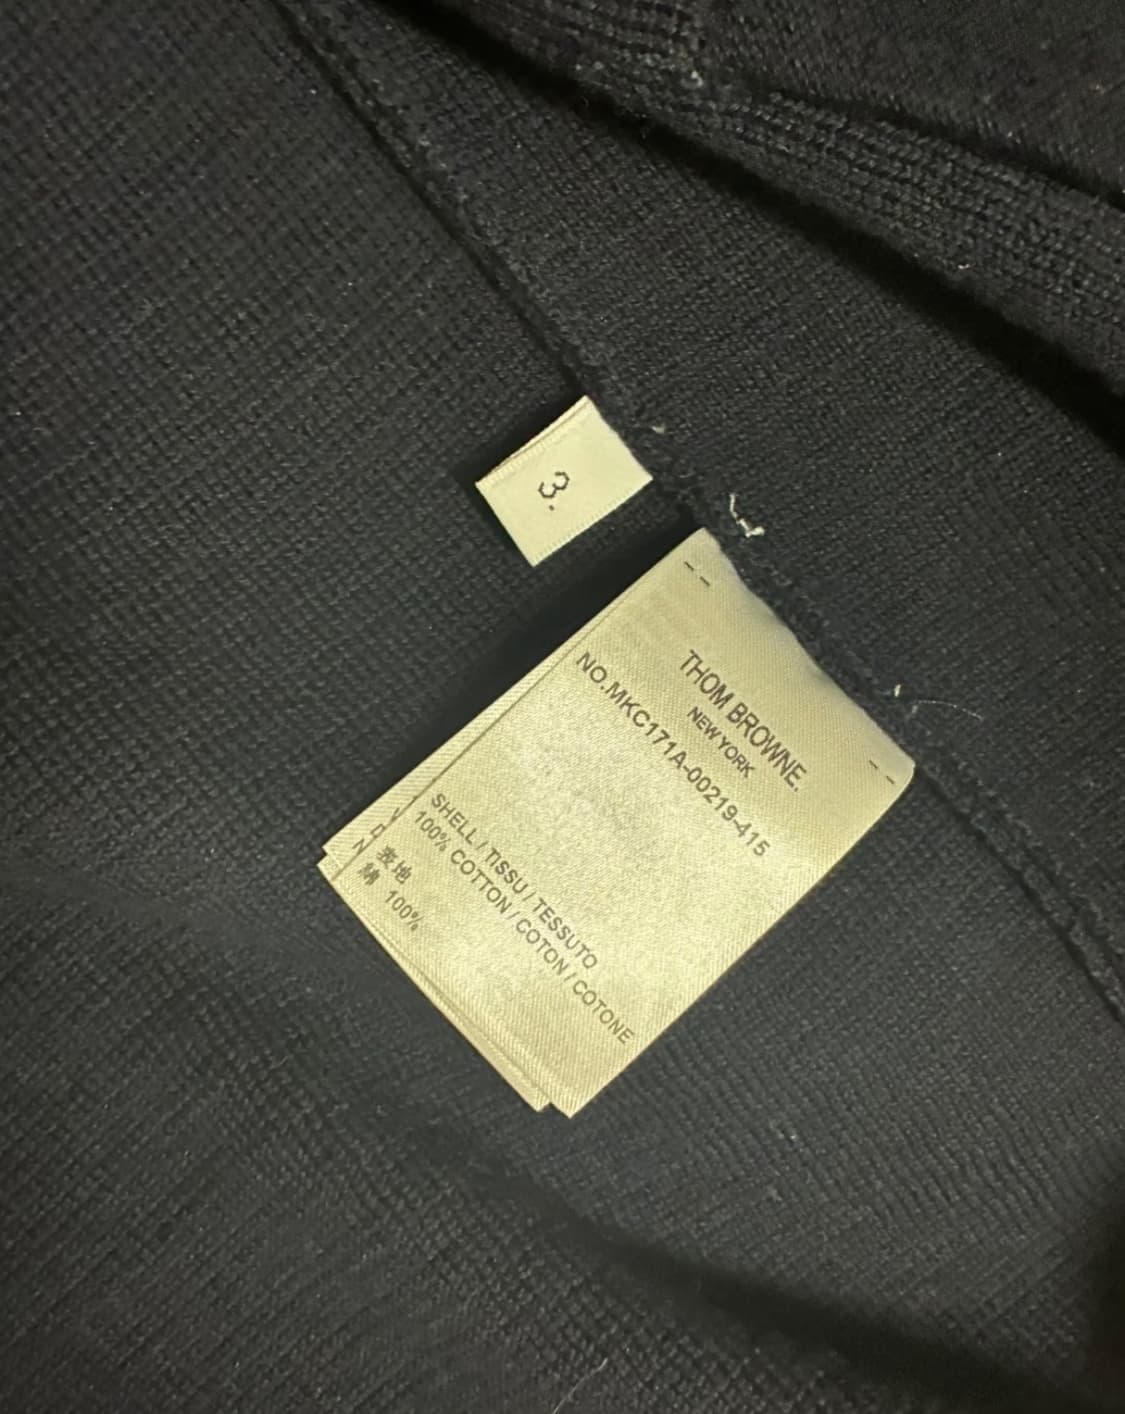 3.
THOM BROWNE.
NEW YORK
NO.MKC171A-00219-415
SHELL / TISSU / TESSUTO
100% COTTON / COTON / COTONE
表地
綿 100%